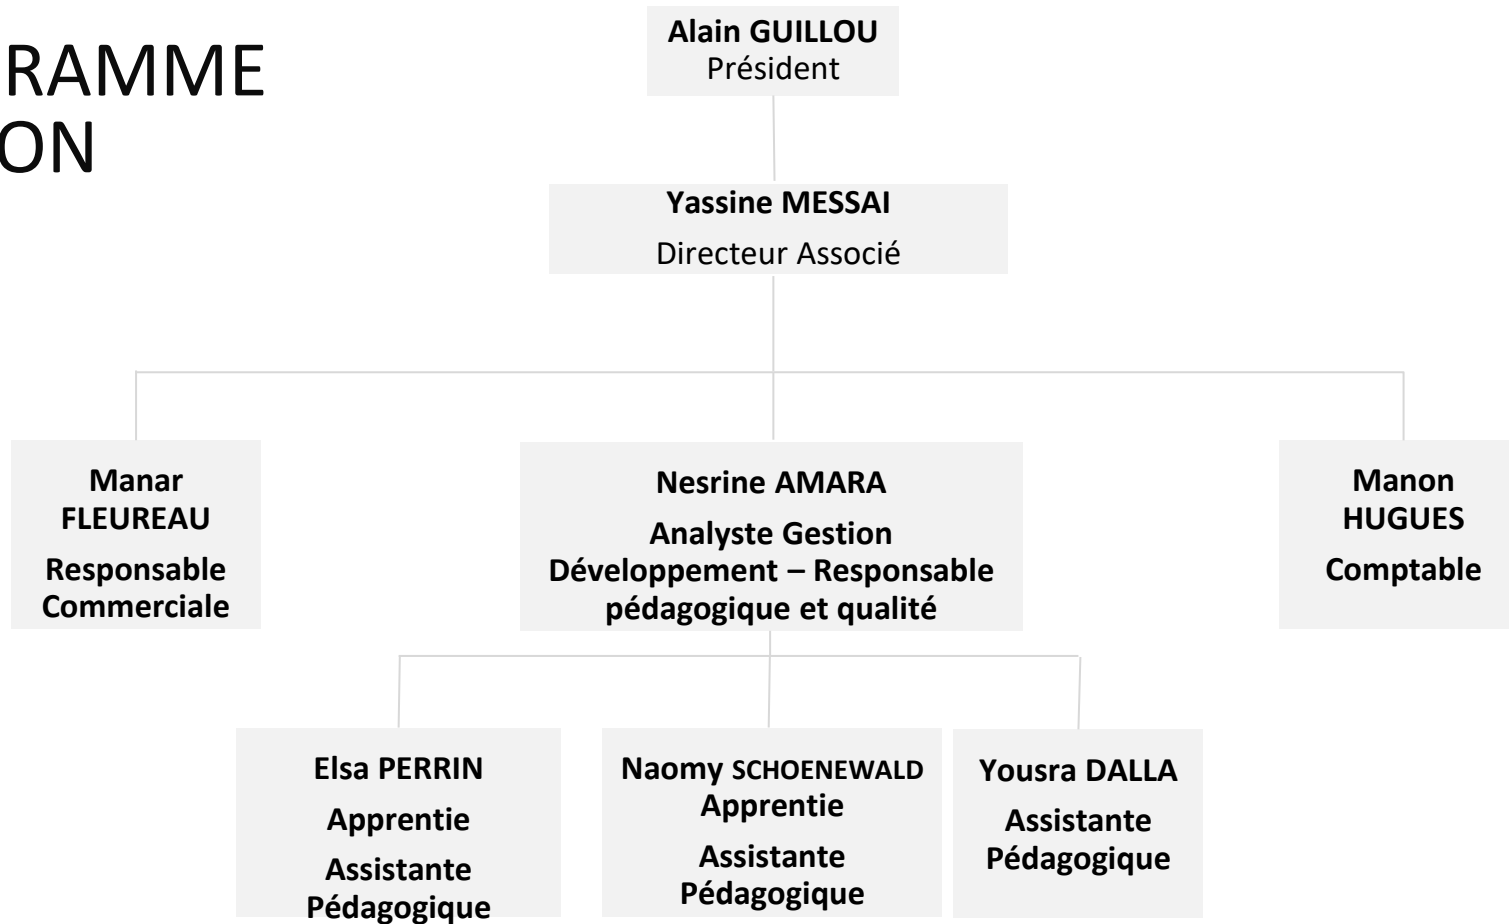 RAMME
ON
Alain GUILLOU
Président
Yassine MESSAI
Directeur Associé
Manar
FLEUREAU
Responsable
Commerciale
Nesrine AMARA
Analyste Gestion
Développement – Responsable
pédagogique et qualité
Manon
HUGUES
Comptable
Elsa PERRIN
Apprentie
Assistante
Pédagogique
Naomy SCHOENEWALD
Apprentie
Assistante
Pédagogique
Yousra DALLA
Assistante
Pédagogique